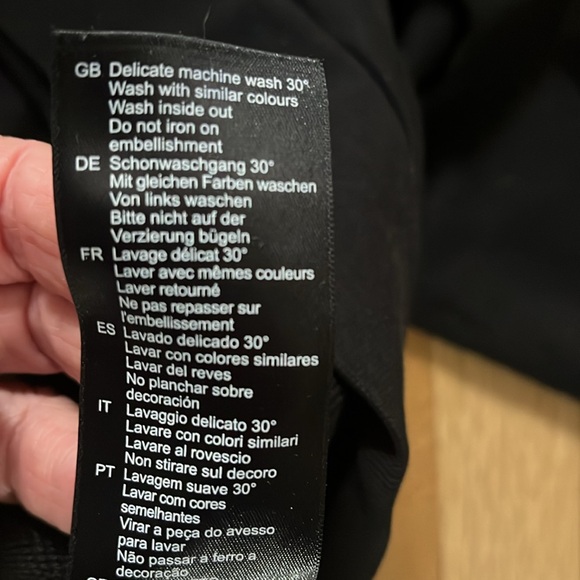 GB Delicate machine wash 30°
Wash with similar colours
Wash inside out
Do not iron on
embellishment
DE Schonwaschgang 30°
Mit gleichen Farben waschen
Von links waschen
Bitte nicht auf der
Verzierung bügeln
FR Lavage délicat 30°
Laver avec mêmes couleurs
Laver retourné
Ne pas repasser sur
l'embellissement
ES Lavado delicado 30°
Lavar con colores similares
Lavar del reves
No planchar sobre
decoración
IT Lavaggio delicato 30°
Lavare con colori similari
Lavare al rovescio
Non stirare sul decoro
PT Lavagem suave 30°
Lavar com cores
semelhantes
Virar a peça do avesso
para lavar
Não passar a ferro a
decoração